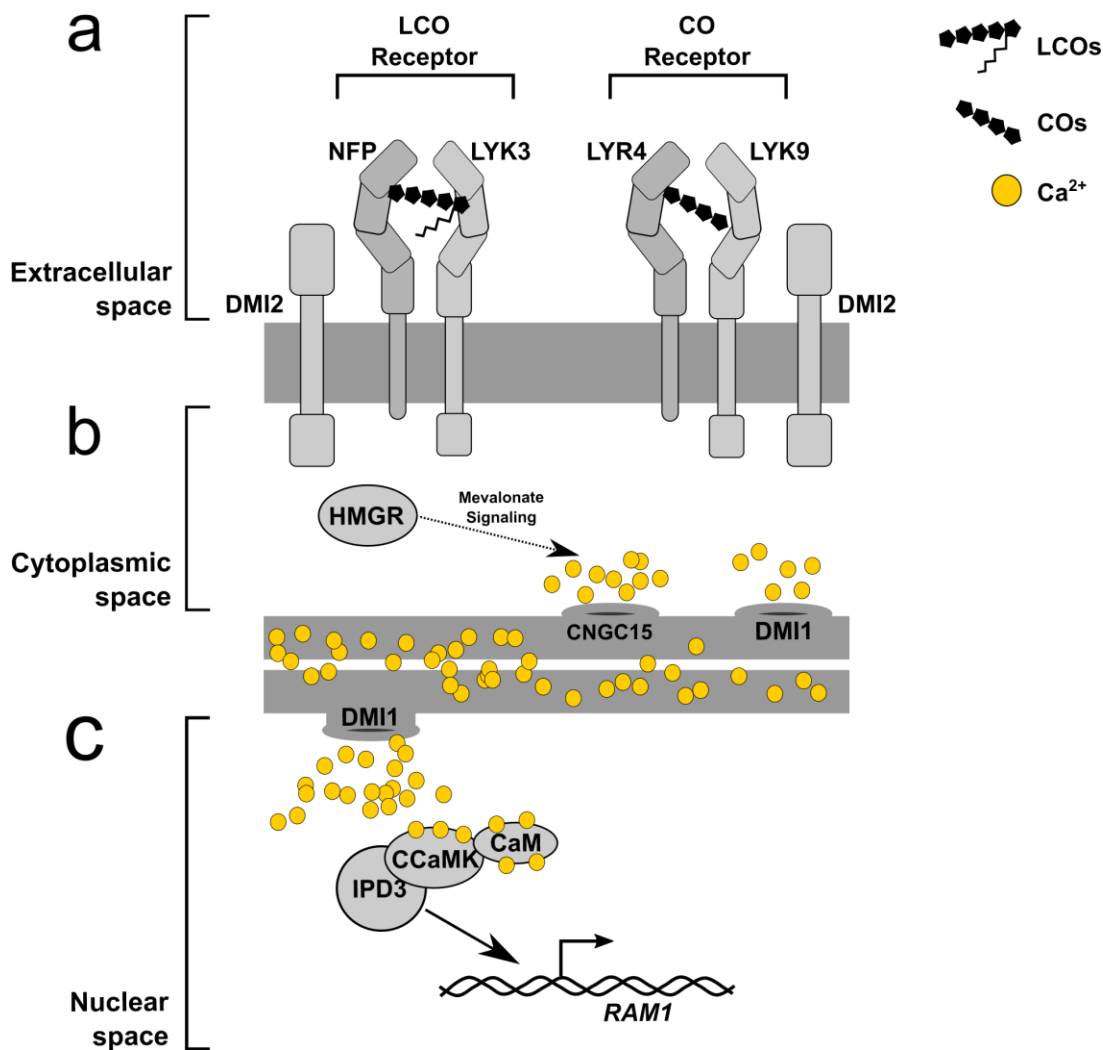 a
LCO
Receptor
CO
Receptor
LCOs
COs
Ca²⁺
NFP
LYK3
LYR4
LYK9
Extracellular
space
DMI2
DMI2
b
HMGR
Mevalonate
Signaling
Cytoplasmic
space
CNGC15
DMI1
c
DMI1
CaM
CCaMK
IPD3
Nuclear
space
RAM1